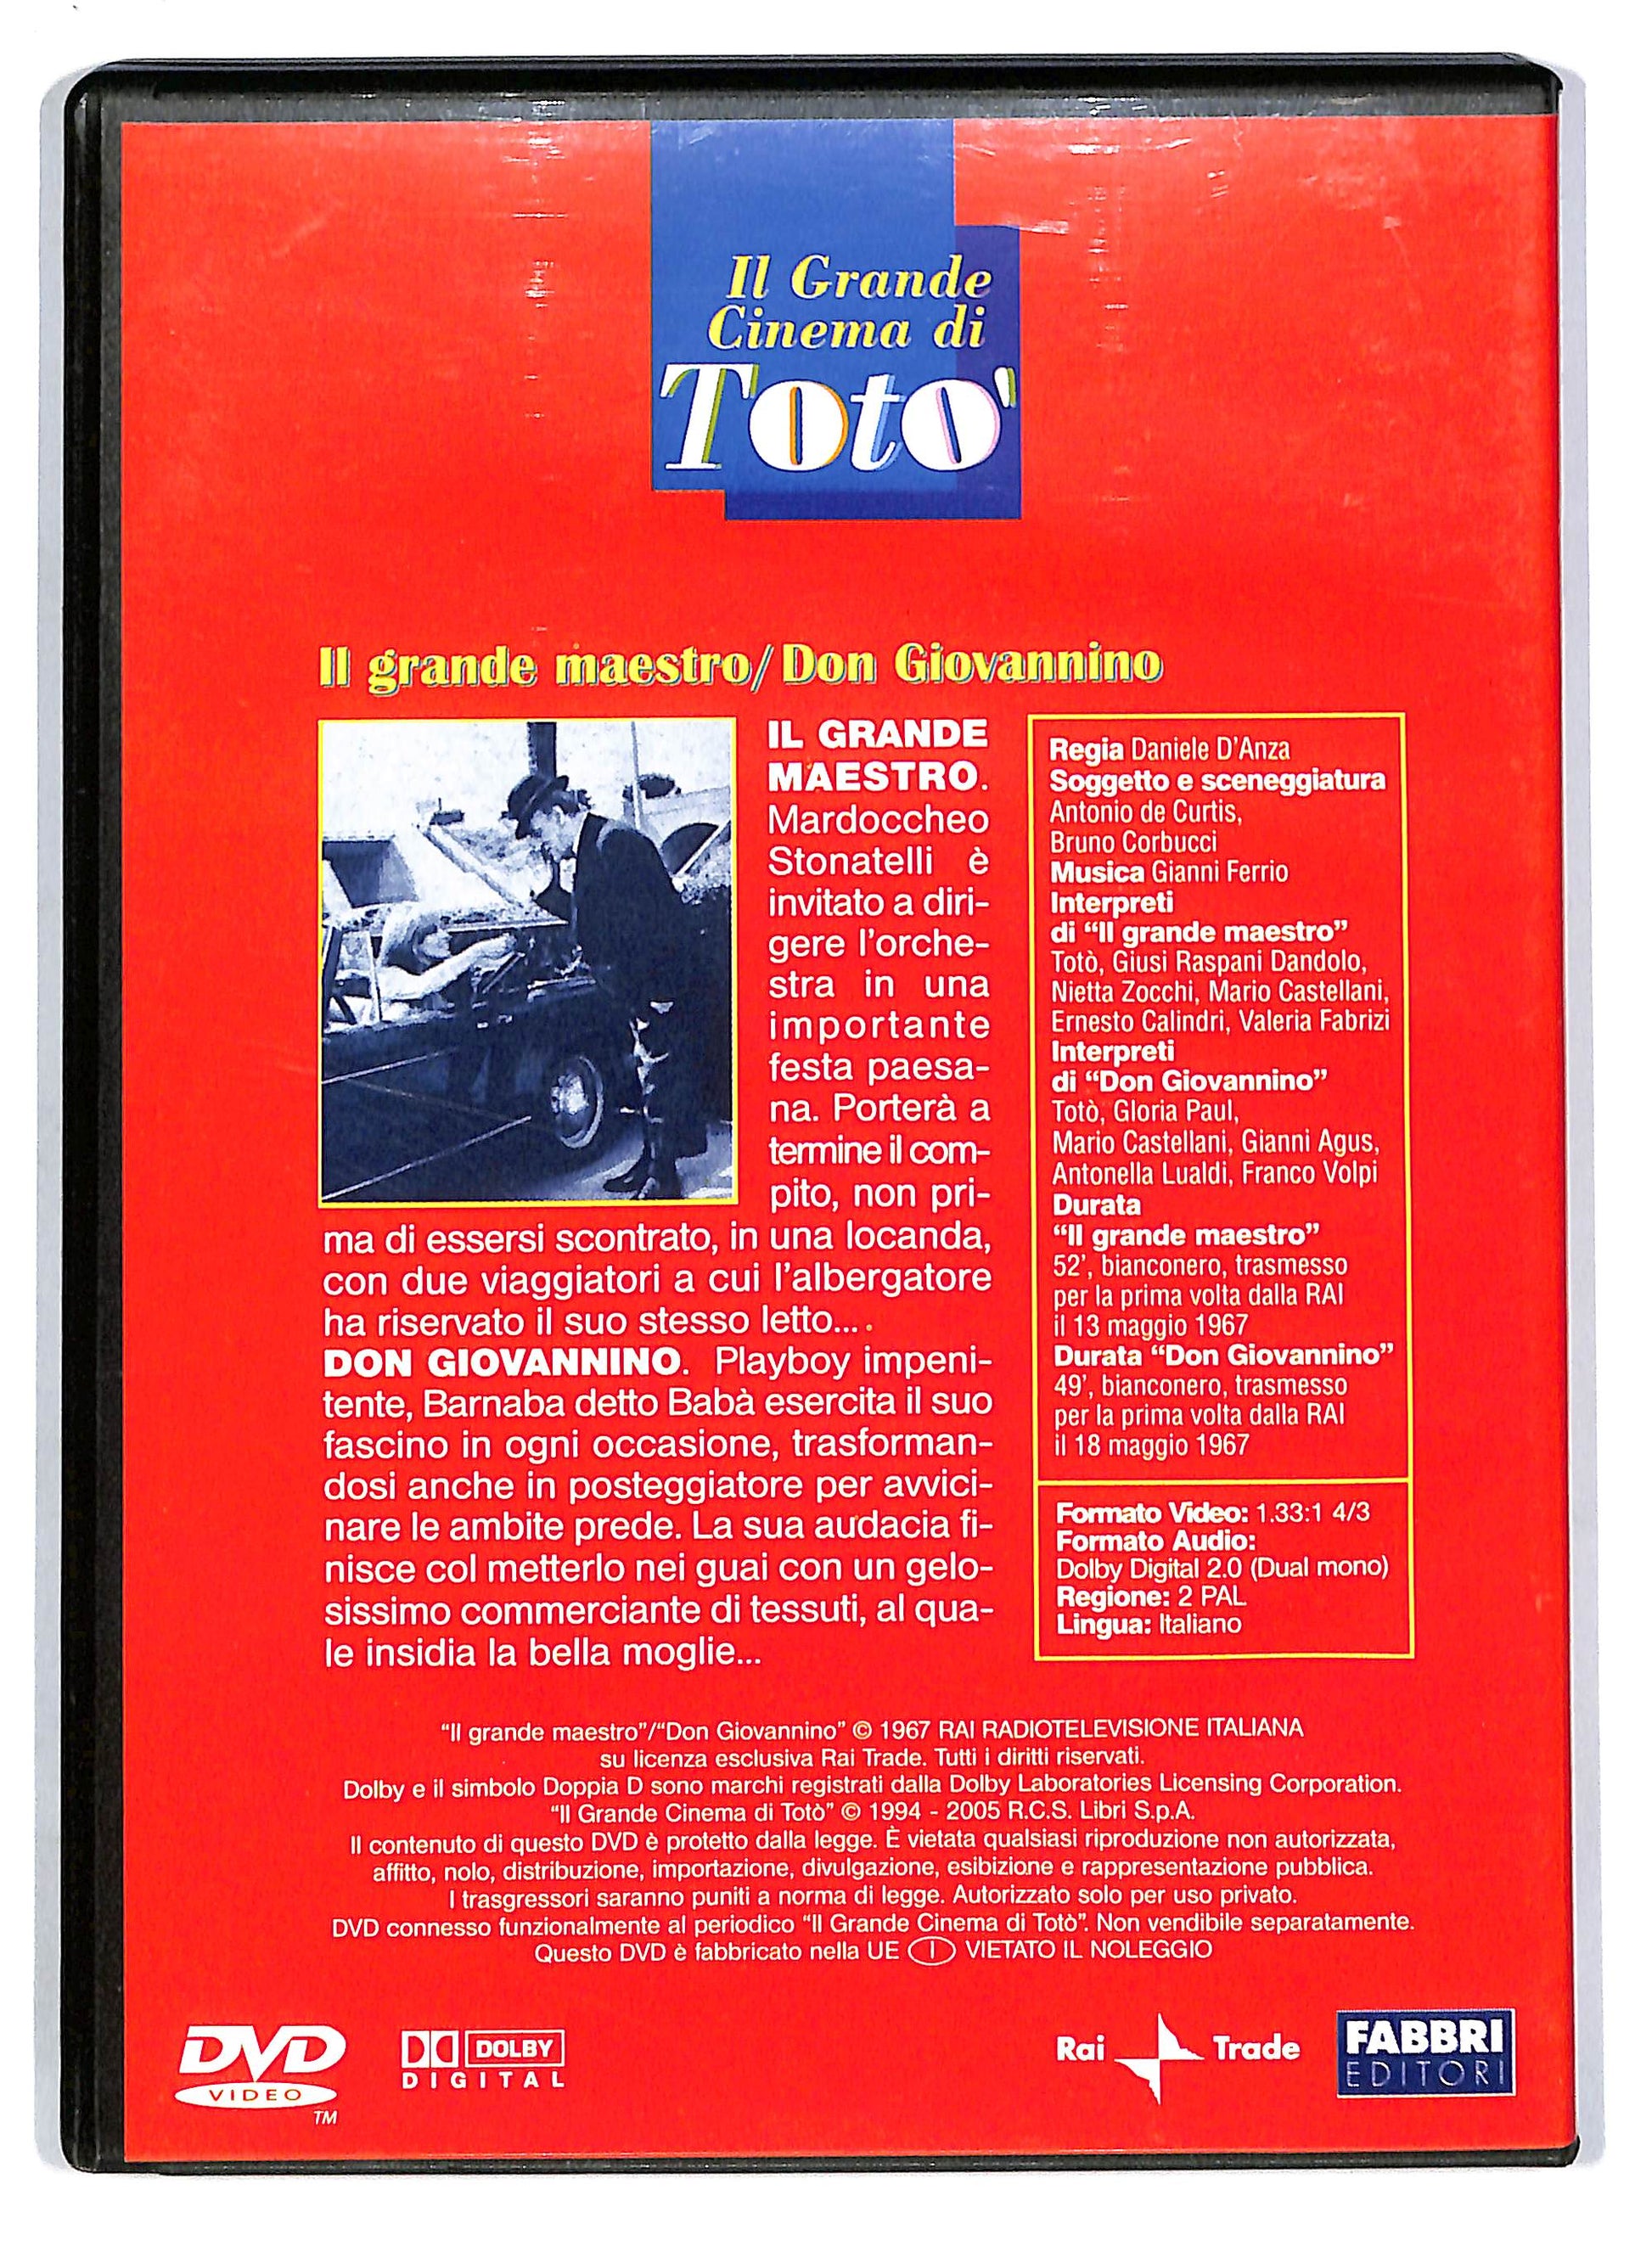 Il Grande
Cinema di
Totò
Il grande maestro/Don Giovannino
IL GRANDE
MAESTRO.
Mardoccheo
Stonatelli è
invitato a diri-
gere l'orche-
stra in una
importante
festa paesa-
na. Porterà a
termine il com-
pito, non pri-
ma di essersi scontrato, in una locanda,
con due viaggiatori a cui l'albergatore
ha riservato il suo stesso letto... .
DON GIOVANNINO. Playboy impeni-
tente, Barnaba detto Babà esercita il suo
fascino in ogni occasione, trasforman-
dosi anche in posteggiatore per avvici-
nare le ambite prede. La sua audacia fi-
nisce col metterlo nei guai con un gelo-
sissimo commerciante di tessuti, al qua-
le insidia la bella moglie...
Regia Daniele D'Anza
Soggetto e sceneggiatura
Antonio de Curtis,
Bruno Corbucci
Musica Gianni Ferrio
Interpreti
di “Il grande maestro”
Totò, Giusi Raspani Dandolo,
Nietta Zocchi, Mario Castellani,
Ernesto Calindri, Valeria Fabrizi
Interpreti
di “Don Giovannino”
Totò, Gloria Paul,
Mario Castellani, Gianni Agus,
Antonella Lualdi, Franco Volpi
Durata
“Il grande maestro”
52', bianconero, trasmesso
per la prima volta dalla RAI
il 13 maggio 1967
Durata “Don Giovannino”
49', bianconero, trasmesso
per la prima volta dalla RAI
il 18 maggio 1967
Formato Video: 1.33:1 4/3
Formato Audio:
Dolby Digital 2.0 (Dual mono)
Regione: 2 PAL
Lingua: Italiano
“Il grande maestro”/“Don Giovannino” © 1967 RAI RADIOTELEVISIONE ITALIANA
su licenza esclusiva Rai Trade. Tutti i diritti riservati.
Dolby e il simbolo Doppia D sono marchi registrati dalla Dolby Laboratories Licensing Corporation.
“Il Grande Cinema di Totò” © 1994 - 2005 R.C.S. Libri S.p.A.
Il contenuto di questo DVD è protetto dalla legge. È vietata qualsiasi riproduzione non autorizzata,
affitto, nolo, distribuzione, importazione, divulgazione, esibizione e rappresentazione pubblica.
I trasgressori saranno puniti a norma di legge. Autorizzato solo per uso privato.
DVD connesso funzionalmente al periodico “Il Grande Cinema di Totò”. Non vendibile separatamente.
Questo DVD è fabbricato nella UE I VIETATO IL NOLEGGIO
DVD
VIDEO
TM
DOLBY
DIGITAL
Rai Trade
FABBRI
EDITORI